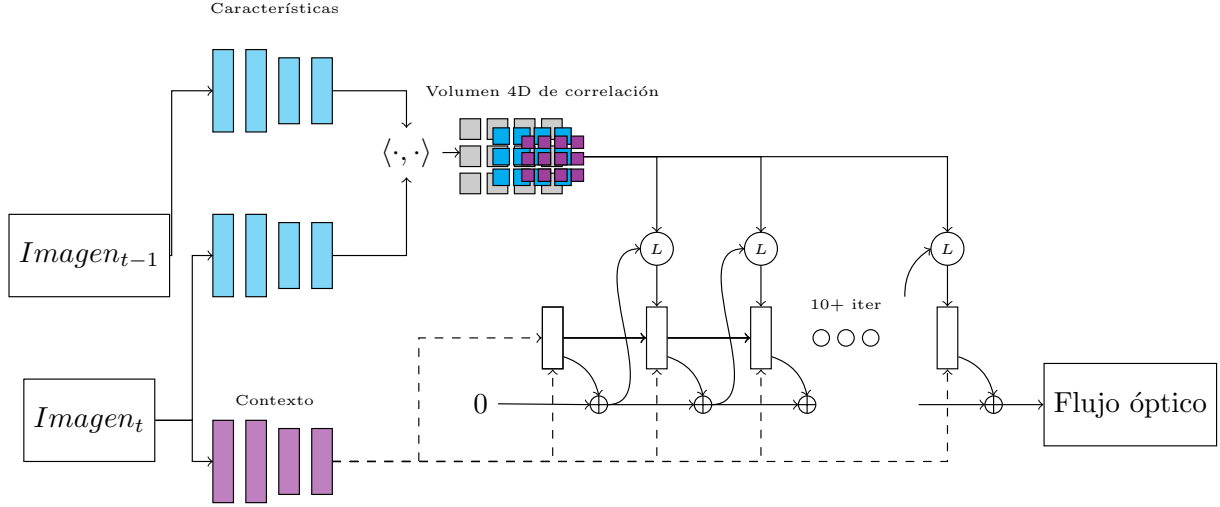 Características
Volumen 4D de correlación
⟨·, ·⟩
Imagen_{t−1}
L
L
L
10+ iter
Imagen_t
Contexto
0
Flujo óptico